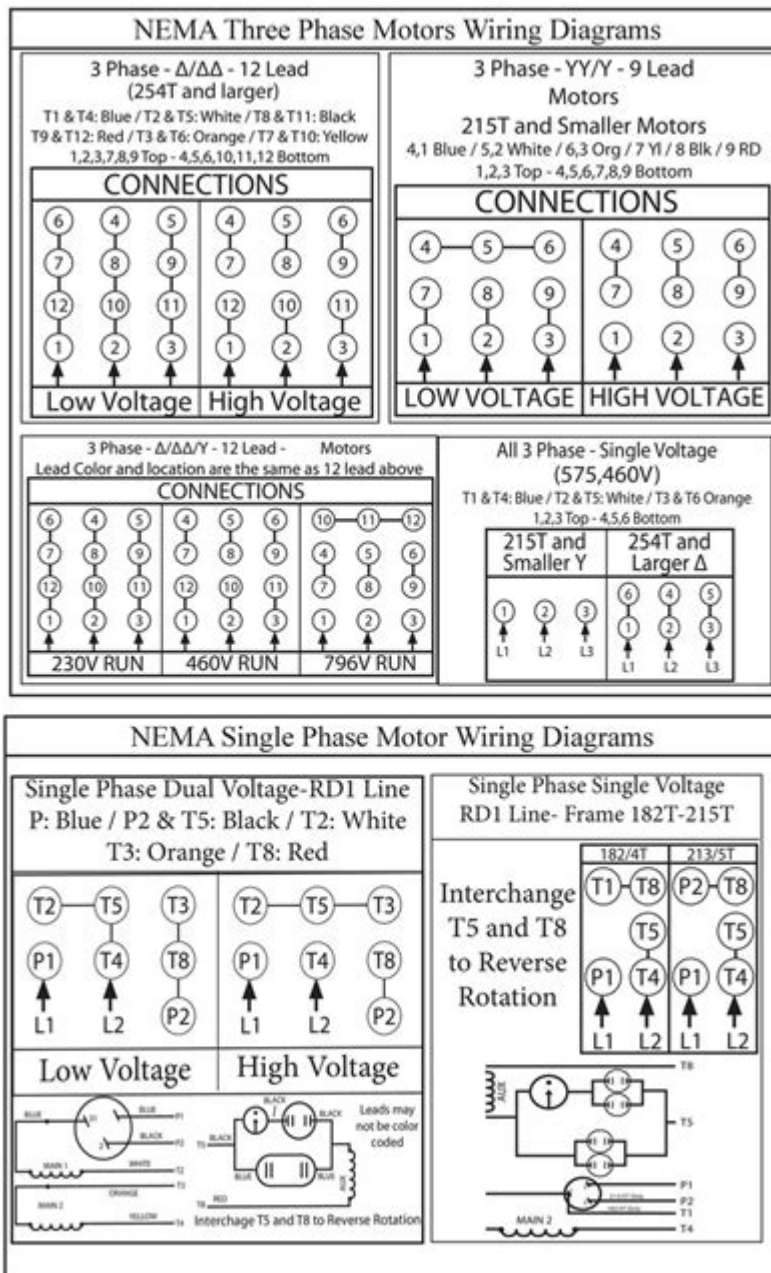 NEMA Three Phase Motors Wiring Diagrams
3 Phase - Δ/ΔΔ - 12 Lead
(254T and larger)
T1 & T4: Blue / T2 & T5: White / T8 & T11: Black
T9 & T12: Red / T3 & T6: Orange / T7 & T10: Yellow
1,2,3,7,8,9 Top - 4,5,6,10,11,12 Bottom
CONNECTIONS
6 4 5 4 5 6
7 8 9 7 8 9
12 10 11 12 10 11
1 2 3 1 2 3
Low Voltage High Voltage
3 Phase - YY/Y - 9 Lead
Motors
215T and Smaller Motors
4,1 Blue / 5,2 White / 6,3 Org / 7 Yl / 8 Blk / 9 RD
1,2,3 Top - 4,5,6,7,8,9 Bottom
CONNECTIONS
4 5 6 4 5 6
7 8 9 7 8 9
1 2 3 1 2 3
LOW VOLTAGE HIGH VOLTAGE
3 Phase - Δ/ΔΔ/Y - 12 Lead - Motors
Lead Color and location are the same as 12 lead above
CONNECTIONS
6 4 5 4 5 6 10 11 12
7 8 9 7 8 9 4 5 6
12 10 11 12 10 11 7 8 9
1 2 3 1 2 3 1 2 3
230V RUN 460V RUN 796V RUN
All 3 Phase - Single Voltage
(575,460V)
T1 & T4: Blue / T2 & T5: White / T3 & T6 Orange
1,2,3 Top - 4,5,6 Bottom
215T and 254T and
Smaller Y Larger Δ
6 4 5
1 2 3 1 2 3
L1 L2 L3 L1 L2 L3
NEMA Single Phase Motor Wiring Diagrams
Single Phase Dual Voltage-RD1 Line
P: Blue / P2 & T5: Black / T2: White
T3: Orange / T8: Red
T2 T5 T3 T2 T5 T3
P1 T4 T8 P1 T4 T8
L1 L2 P2 L1 L2 P2
Low Voltage High Voltage
BLUE BLUE P1
BLACK P2
MAIN 1 WHITE T2
ORANGE T3
MAIN 2 YELLOW T4
BLACK
BLACK BLACK
T5
BLUE BLUE
AUX
RED
T8
Leads may
not be color
coded
Interchage T5 and T8 to Reverse Rotation
Single Phase Single Voltage
RD1 Line- Frame 182T-215T
182/4T 213/5T
Interchange
T5 and T8
to Reverse
Rotation
T1 T8 P2 T8
T5 T5
P1 T4 P1 T4
L1 L2 L1 L2
T8
AUX
T5
P1
P2
T1
MAIN 2 T4